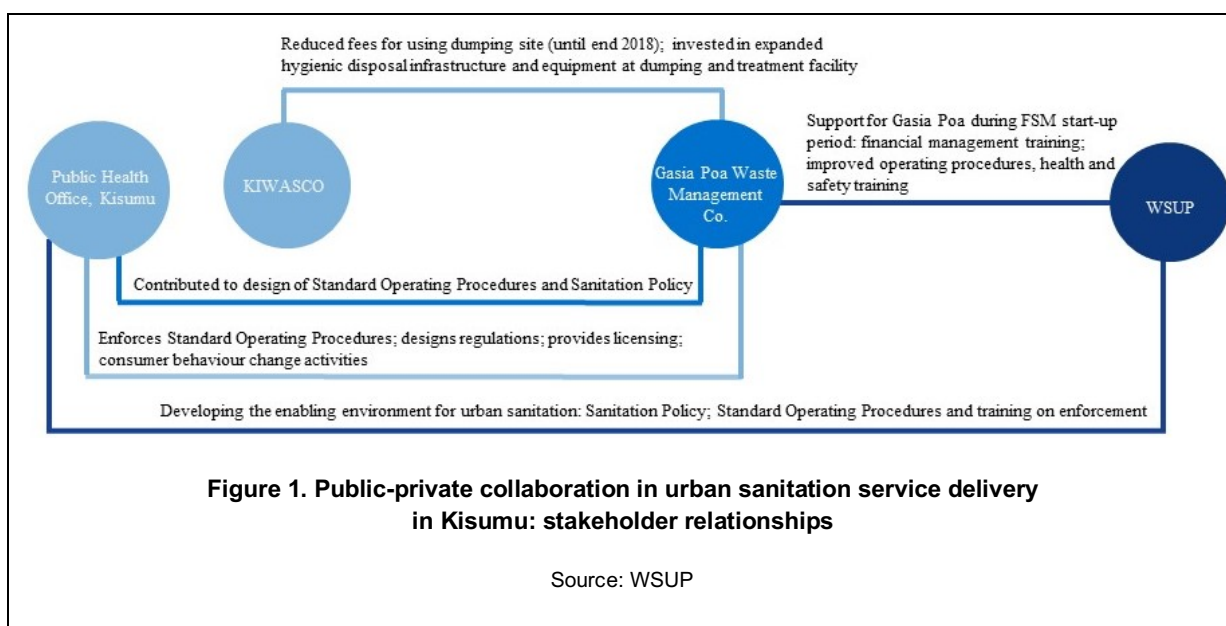 Reduced fees for using dumping site (until end 2018); invested in expanded
hygienic disposal infrastructure and equipment at dumping and treatment facility
Support for Gasia Poa during FSM start-up
period: financial management training;
improved operating procedures, health and
safety training
Public Health
Office, Kisumu
KIWASCO
Gasia Poa Waste
Management
Co.
WSUP
Contributed to design of Standard Operating Procedures and Sanitation Policy
Enforces Standard Operating Procedures; designs regulations; provides licensing;
consumer behaviour change activities
Developing the enabling environment for urban sanitation: Sanitation Policy; Standard Operating Procedures and training on enforcement
Figure 1. Public-private collaboration in urban sanitation service delivery
in Kisumu: stakeholder relationships
Source: WSUP